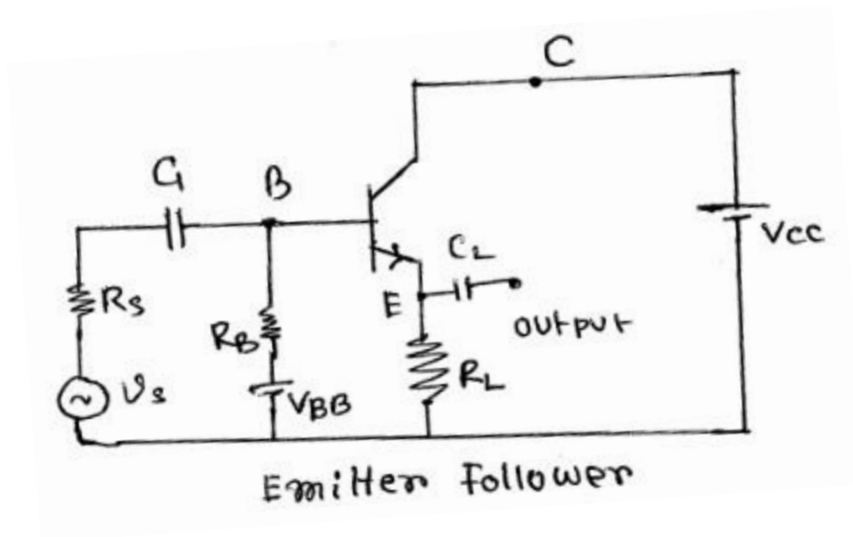 C
C1
B
Vcc
CL
E
output
Rs
RB
Vs
VBB
RL
~
Emitter Follower